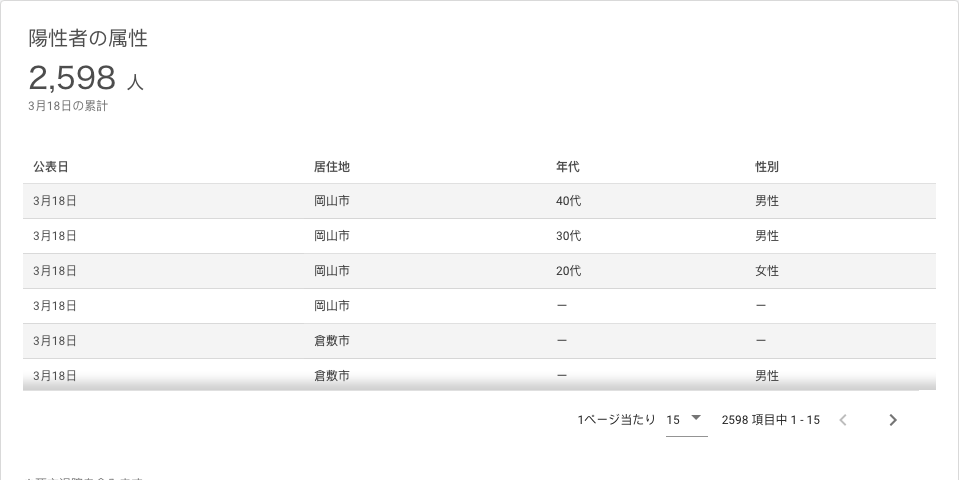 陽性者の属性
2,598 人
3月18日の累計
公表日 居住地 年代 性別
3月18日 岡山市 40代 男性
3月18日 岡山市 30代 男性
3月18日 岡山市 20代 女性
3月18日 岡山市 ー ー
3月18日 倉敷市 ー ー
3月18日 倉敷市 ー 男性
1ページ当たり 15 2598 項目中 1 - 15